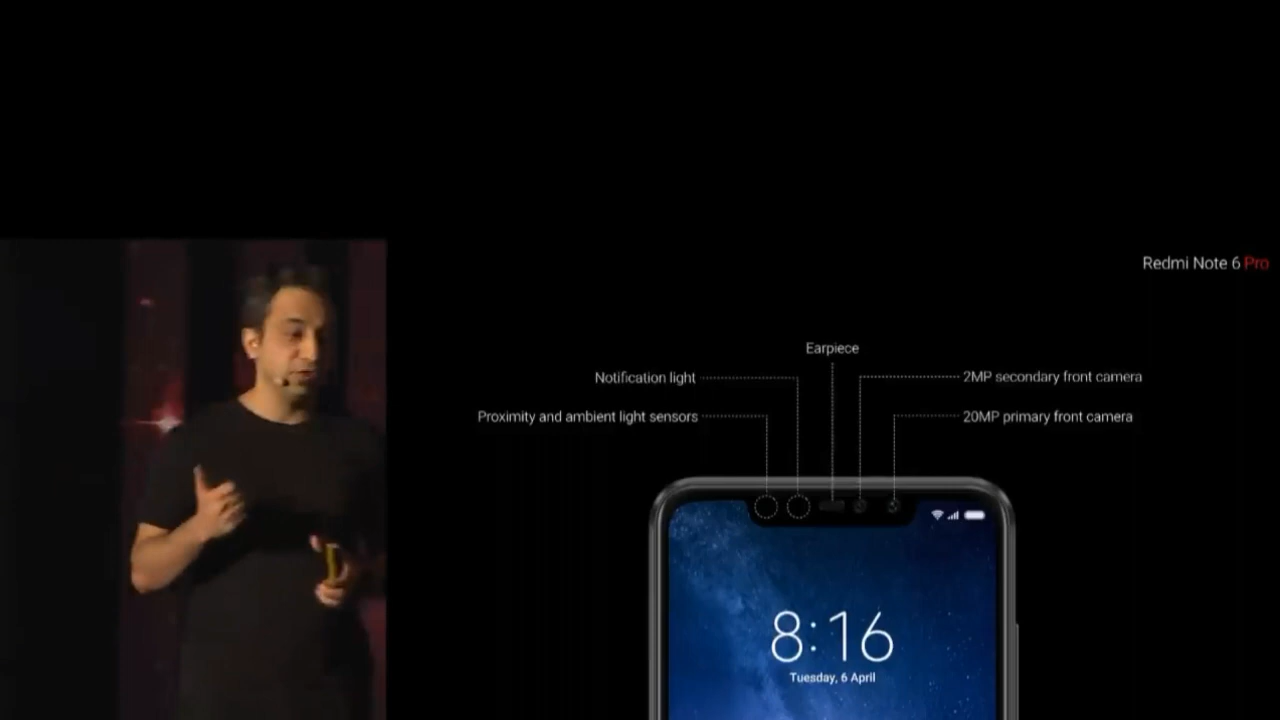 Redmi Note 6 Pro
Earpiece
Notification light
2MP secondary front camera
Proximity and ambient light sensors
20MP primary front camera
8:16
Tuesday, 6 April